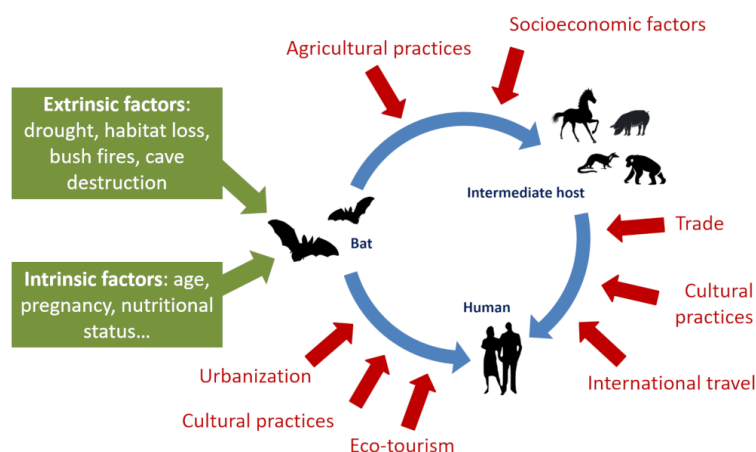 Socioeconomic factors
Agricultural practices
Extrinsic factors:
drought, habitat loss,
bush fires, cave
destruction
Intermediate host
Trade
Bat
Intrinsic factors: age,
pregnancy, nutritional
status…
Cultural
practices
Human
Urbanization
International travel
Cultural practices
Eco-tourism